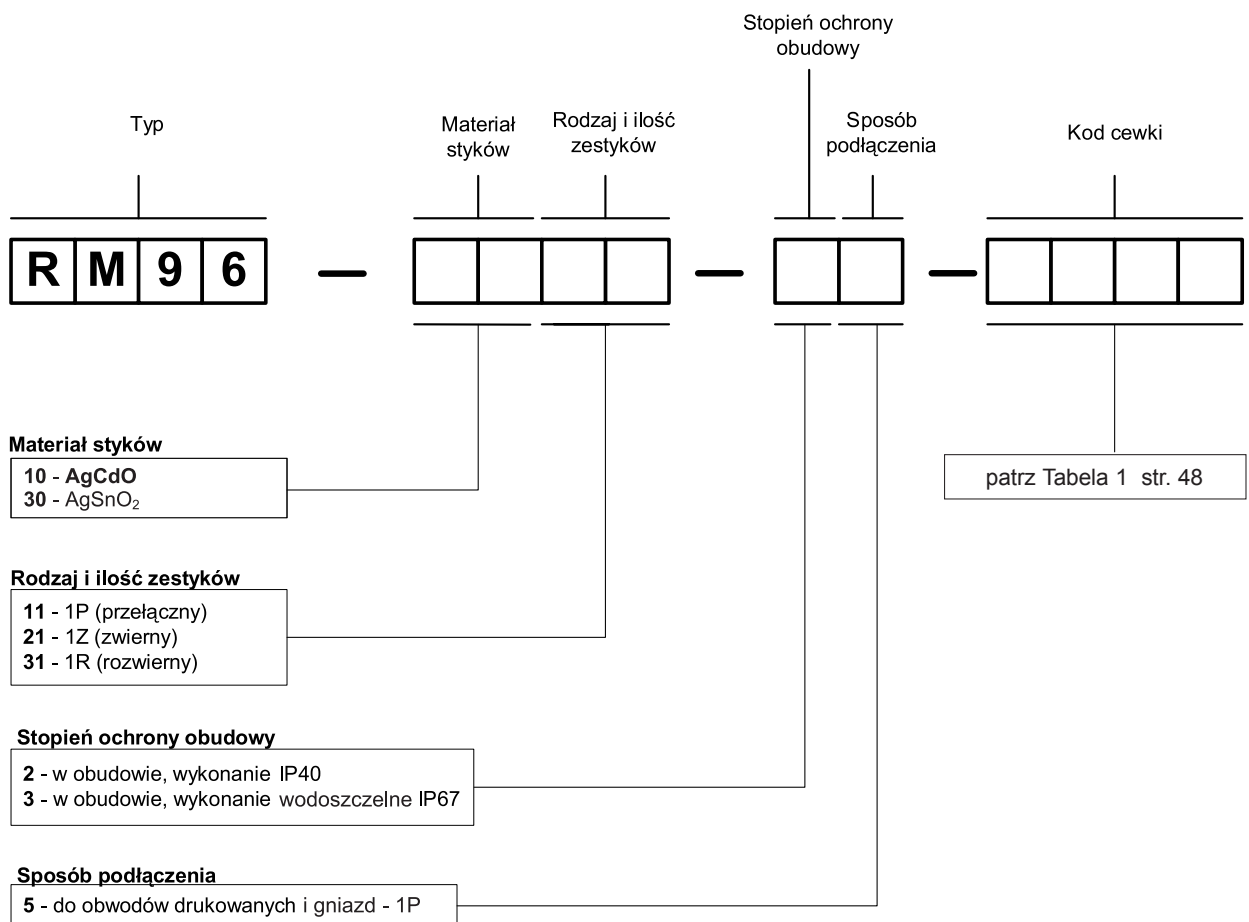 Stopień ochrony
obudowy
Typ
Materiał
styków
Rodzaj i ilość
zestyków
Sposób
podłączenia
Kod cewki
R M 9 6 — — —
Materiał styków
10 - AgCdO
30 - AgSnO₂
patrz Tabela 1 str. 48
Rodzaj i ilość zestyków
11 - 1P (przełączny)
21 - 1Z (zwierny)
31 - 1R (rozwierny)
Stopień ochrony obudowy
2 - w obudowie, wykonanie IP40
3 - w obudowie, wykonanie wodoszczelne IP67
Sposób podłączenia
5 - do obwodów drukowanych i gniazd - 1P